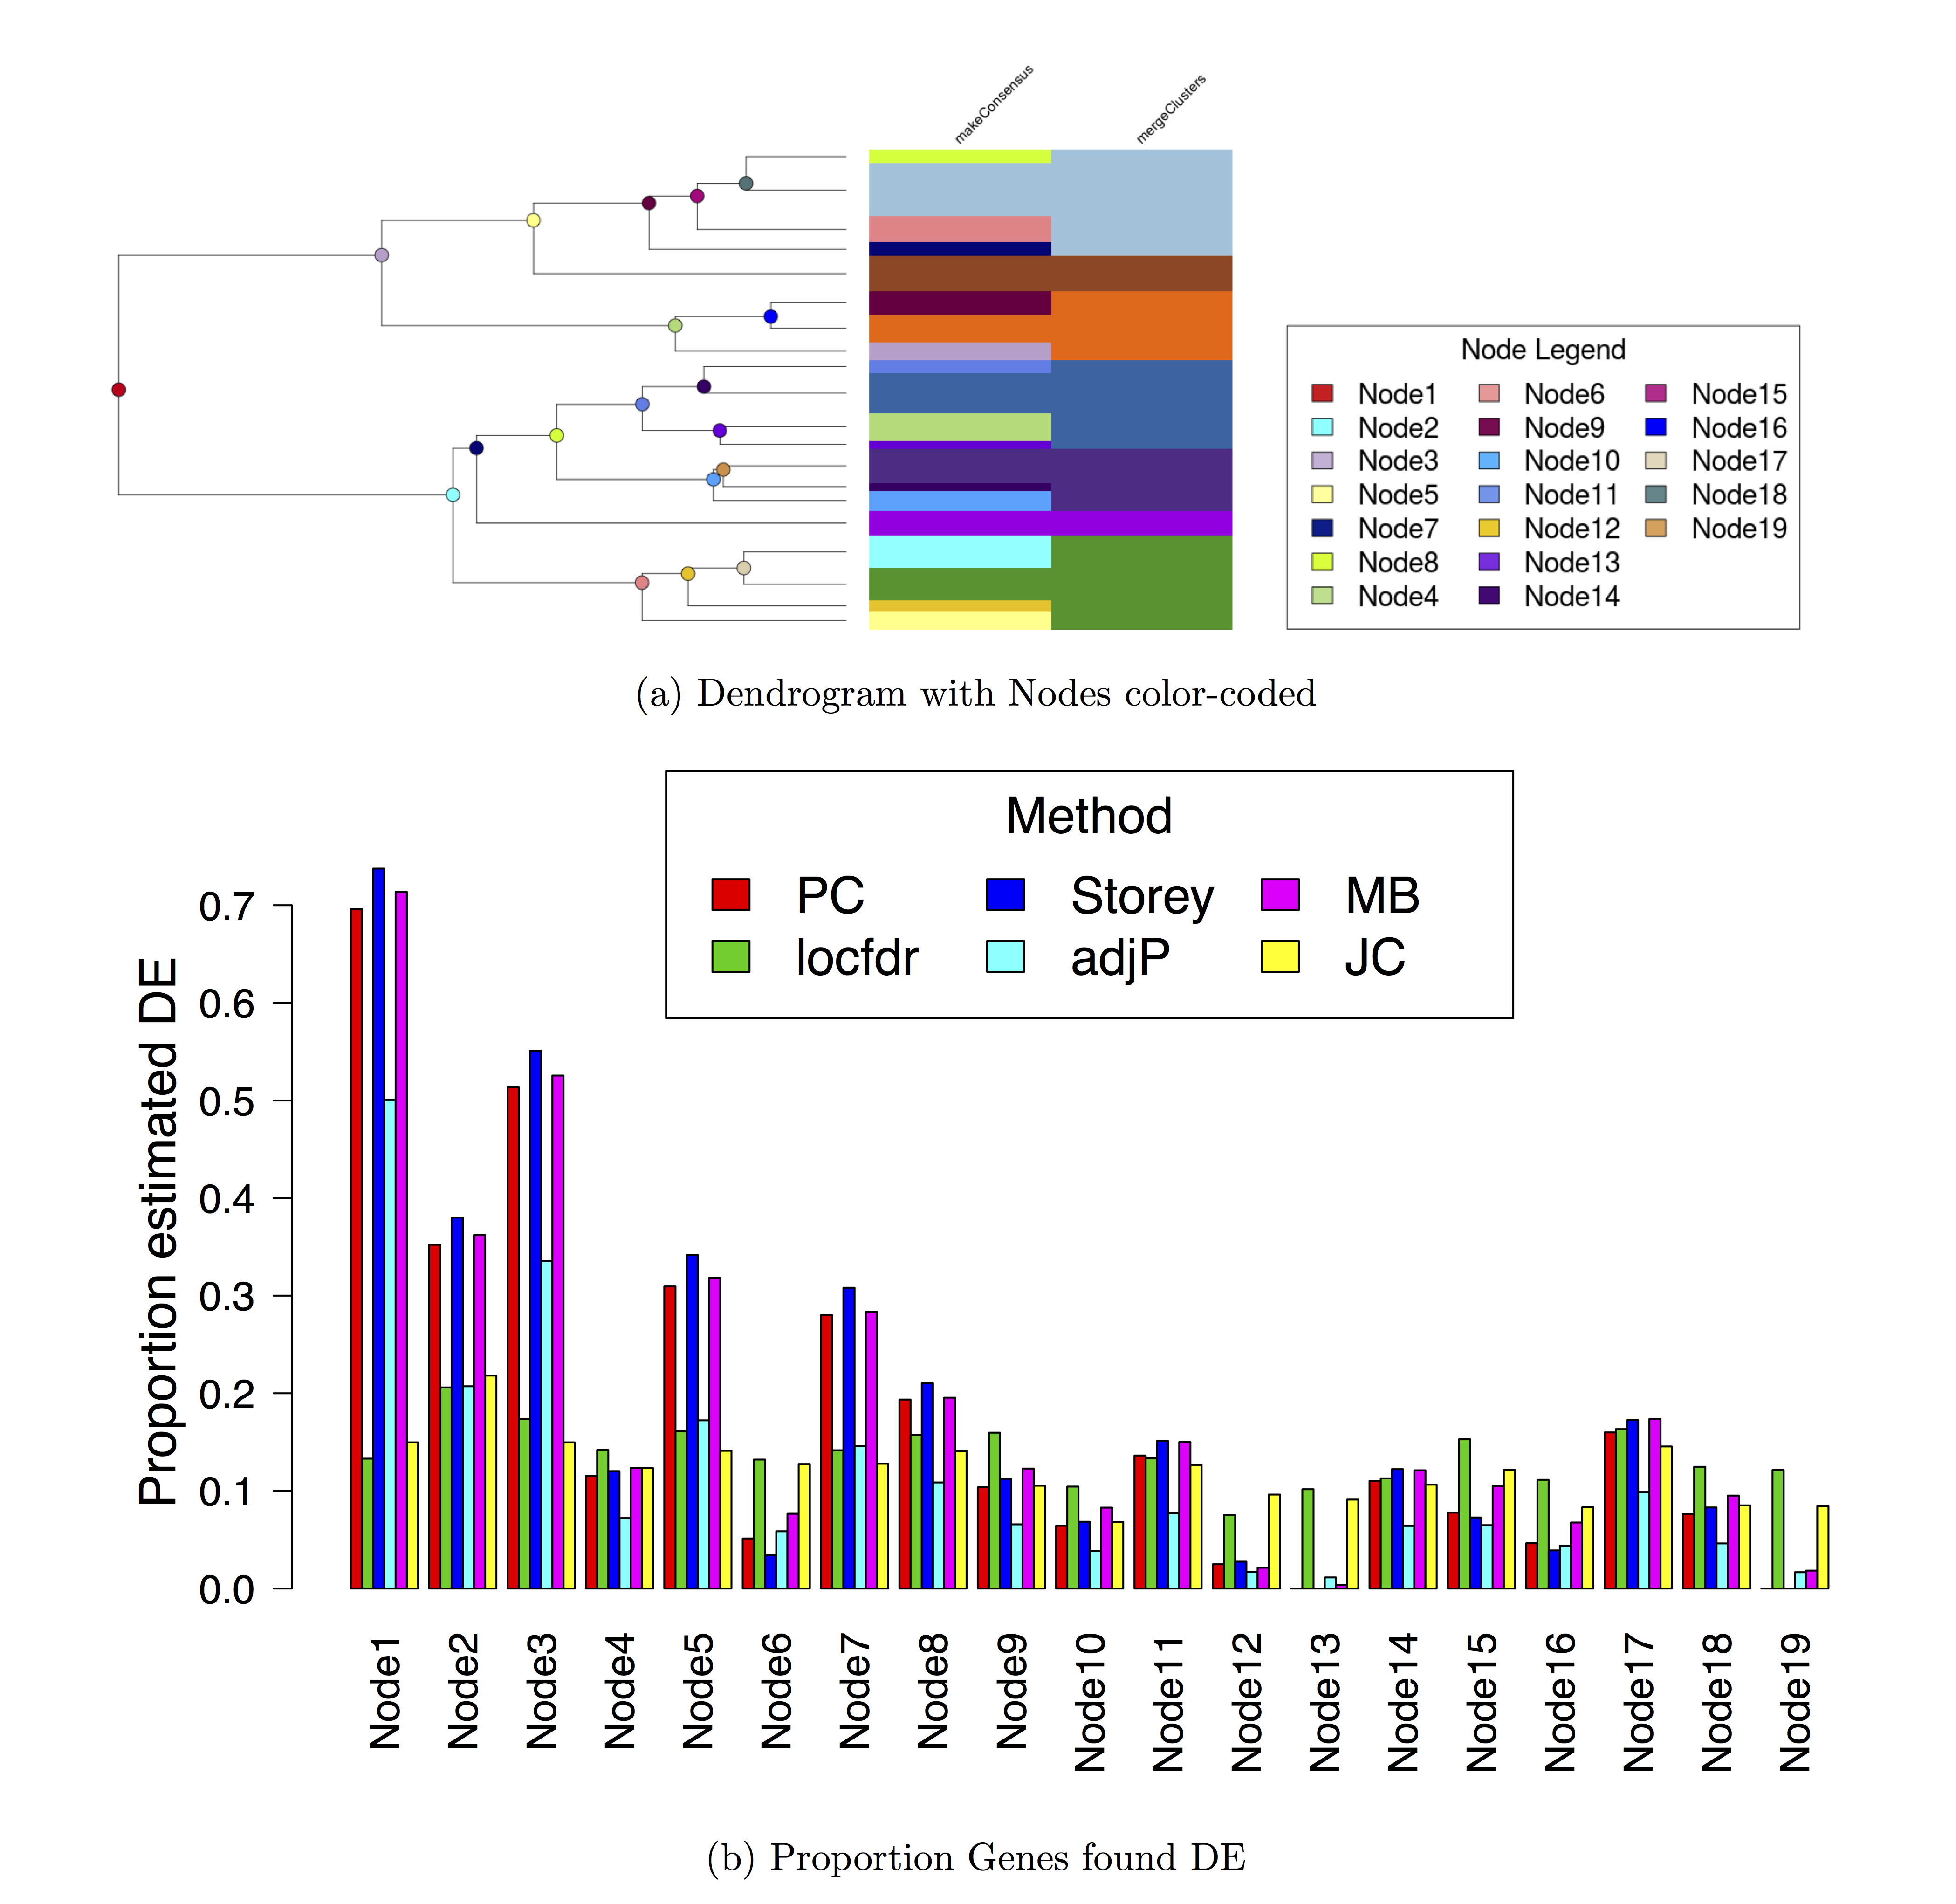 makeConsensus mergeClusters
Node Legend
Node1 Node6 Node15
Node2 Node9 Node16
Node3 Node10 Node17
Node5 Node11 Node18
Node7 Node12 Node19
Node8 Node13
Node4 Node14
(a) Dendrogram with Nodes color-coded
Method
PC Storey MB
locfdr adjP JC
Proportion estimated DE
0.7
0.6
0.5
0.4
0.3
0.2
0.1
0.0
Node1 Node2 Node3 Node4 Node5 Node6 Node7 Node8 Node9 Node10 Node11 Node12 Node13 Node14 Node15 Node16 Node17 Node18 Node19
(b) Proportion Genes found DE